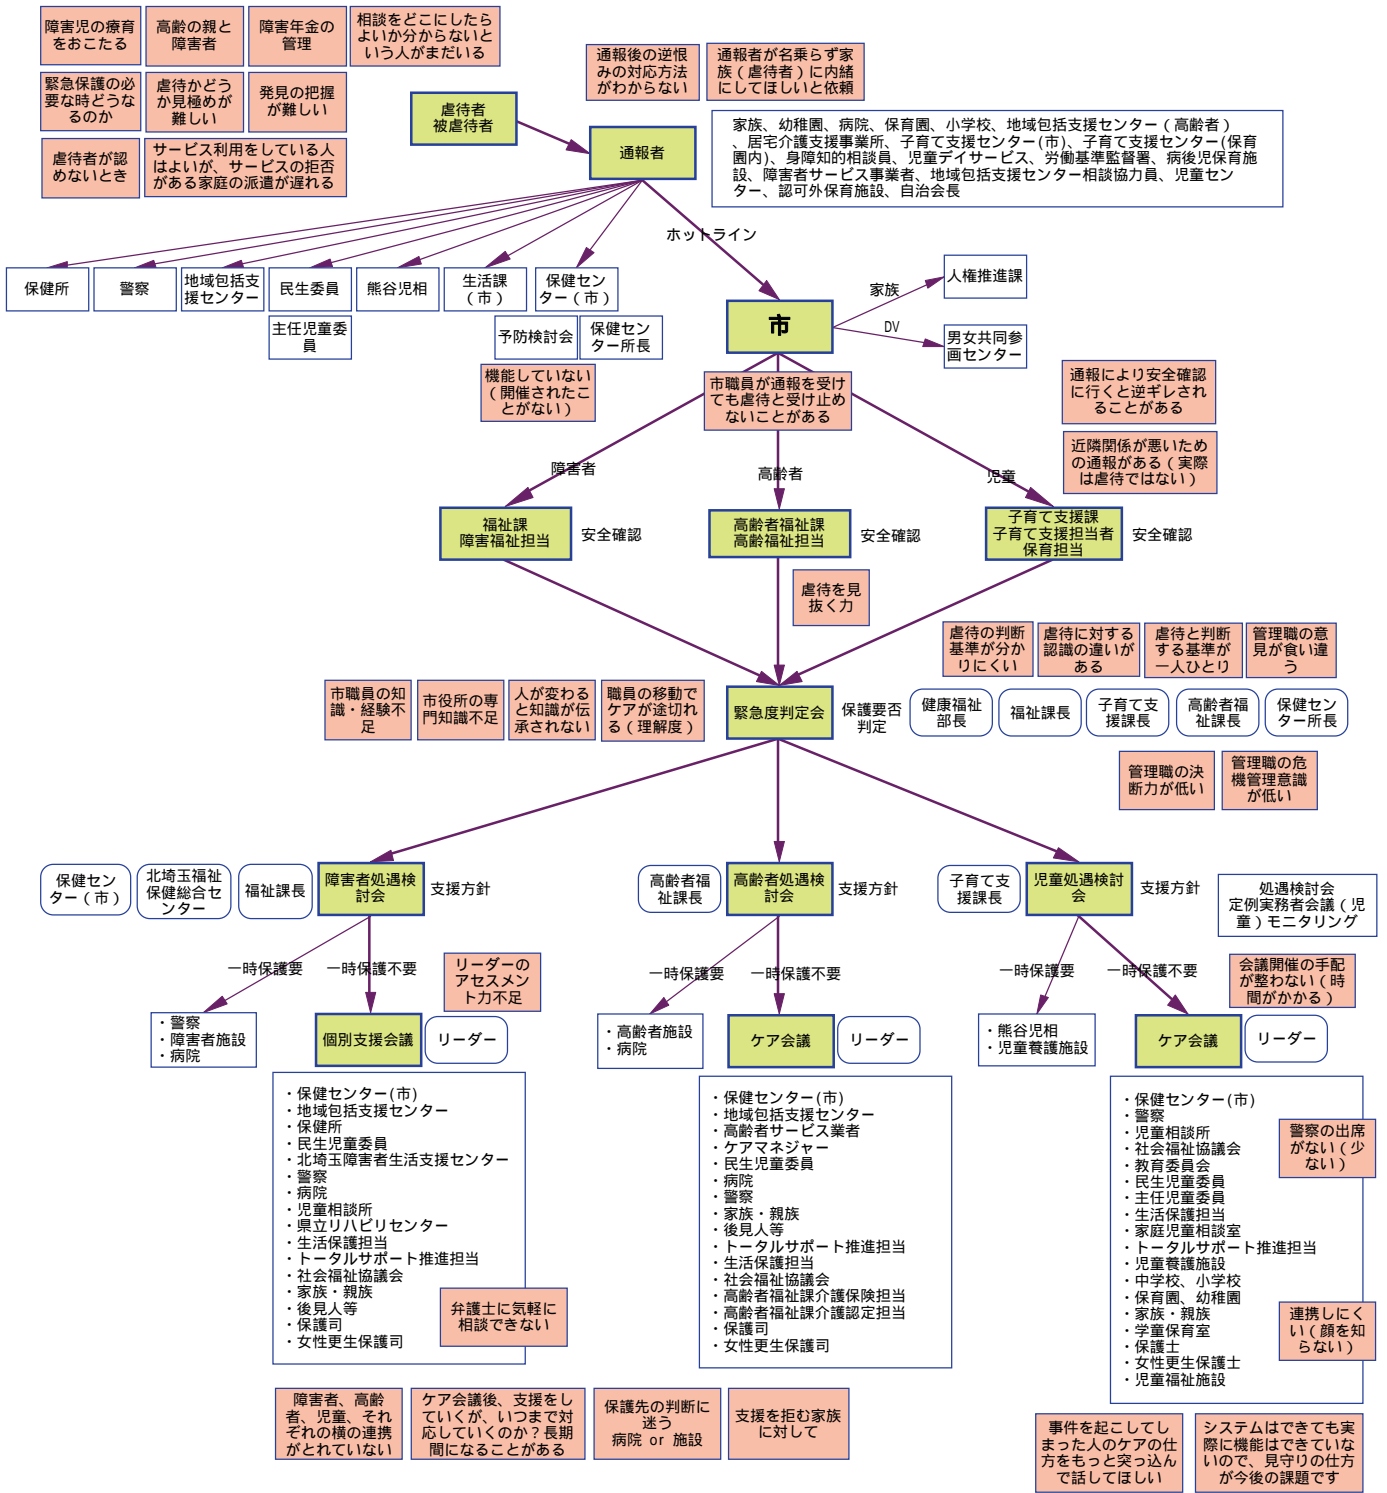 障害児の療育
をおこたる
高齢の親と
障害者
障害年金の
管理
相談をどこにしたら
よいか分からないと
いう人がまだいる
緊急保護の必
要な時どうな
るのか
虐待かどう
か見極めが
難しい
発見の把握
が難しい
虐待者が認
めないとき
サービス利用をしている人
はよいが、サービスの拒否
がある家庭の派遣が遅れる
通報後の逆恨
みの対応方法
がわからない
通報者が名乗らず家
族（虐待者）に内緒
にしてほしいと依頼
虐待者
被虐待者
通報者
家族、幼稚園、病院、保育園、小学校、地域包括支援センター（高齢者）
、居宅介護支援事業所、子育て支援センター(市)、子育て支援センター(保育
園内)、身障知的相談員、児童デイサービス、労働基準監督署、病後児保育施
設、障害者サービス事業者、地域包括支援センター相談協力員、児童セン
ター、認可外保育施設、自治会長
ホットライン
保健所
警察
地域包括支
援センター
民生委員
熊谷児相
生活課
（市）
保健セン
ター（市）
主任児童委
員
予防検討会
保健セン
ター所長
機能していない
（開催されたこ
とがない）
市
家族
人権推進課
DV
男女共同参
画センター
市職員が通報を受け
ても虐待と受け止め
ないことがある
通報により安全確認
に行くと逆ギレされ
ることがある
近隣関係が悪いため
の通報がある（実際
は虐待ではない）
障害者
高齢者
児童
福祉課
障害福祉担当
安全確認
高齢者福祉課
高齢福祉担当
安全確認
子育て支援課
子育て支援担当者
保育担当
安全確認
虐待を見
抜く力
虐待の判断
基準が分か
りにくい
虐待に対する
認識の違いが
ある
虐待と判断
する基準が
一人ひとり
管理職の意
見が食い違
う
市職員の知
識・経験不
足
市役所の専
門知識不足
人が変わる
と知識が伝
承されない
職員の移動で
ケアが途切れ
る（理解度）
緊急度判定会
保護要否
判定
健康福祉
部長
福祉課長
子育て支
援課長
高齢者福
祉課長
保健セン
ター所長
管理職の決
断力が低い
管理職の危
機管理意識
が低い
保健セン
ター（市）
北埼玉福祉
保健総合セ
ンター
福祉課長
障害者処遇検
討会
支援方針
高齢者福
祉課長
高齢者処遇検
討会
支援方針
子育て支
援課長
児童処遇検討
会
支援方針
処遇検討会
定例実務者会議（児
童）モニタリング
一時保護要
一時保護不要
リーダーの
アセスメン
ト力不足
一時保護要
一時保護不要
一時保護要
一時保護不要
会議開催の手配
が整わない（時
間がかかる）
・警察
・障害者施設
・病院
個別支援会議
リーダー
・高齢者施設
・病院
ケア会議
リーダー
・熊谷児相
・児童養護施設
ケア会議
リーダー
・保健センター(市)
・地域包括支援センター
・保健所
・民生児童委員
・北埼玉障害者生活支援センター
・警察
・病院
・児童相談所
・県立リハビリセンター
・生活保護担当
・トータルサポート推進担当
・社会福祉協議会
・家族・親族
・後見人等
・保護司
・女性更生保護司
弁護士に気軽に
相談できない
・保健センター(市)
・地域包括支援センター
・高齢者サービス業者
・ケアマネジャー
・民生児童委員
・病院
・警察
・家族・親族
・後見人等
・トータルサポート推進担当
・生活保護担当
・社会福祉協議会
・高齢者福祉課介護保険担当
・高齢者福祉課介護認定担当
・保護司
・女性更生保護司
・保健センター(市)
・警察
・児童相談所
・社会福祉協議会
・教育委員会
・民生児童委員
・主任児童委員
・生活保護担当
・家庭児童相談室
・トータルサポート推進担当
・児童養護施設
・中学校、小学校
・保育園、幼稚園
・家族・親族
・学童保育室
・保護士
・女性更生保護士
・児童福祉施設
警察の出席
がない（少
ない）
連携しにく
い（顔を知
らない）
障害者、高齢
者、児童、それ
ぞれの横の連携
がとれていない
ケア会議後、支援をし
ていくが、いつまで対
応していくのか？長期
間になることがある
保護先の判断に
迷う
病院 or 施設
支援を拒む家族
に対して
事件を起こしてし
まった人のケアの仕
方をもっと突っ込ん
で話してほしい
システムはできても実
際に機能はできていな
いので、見守りの仕方
が今後の課題です